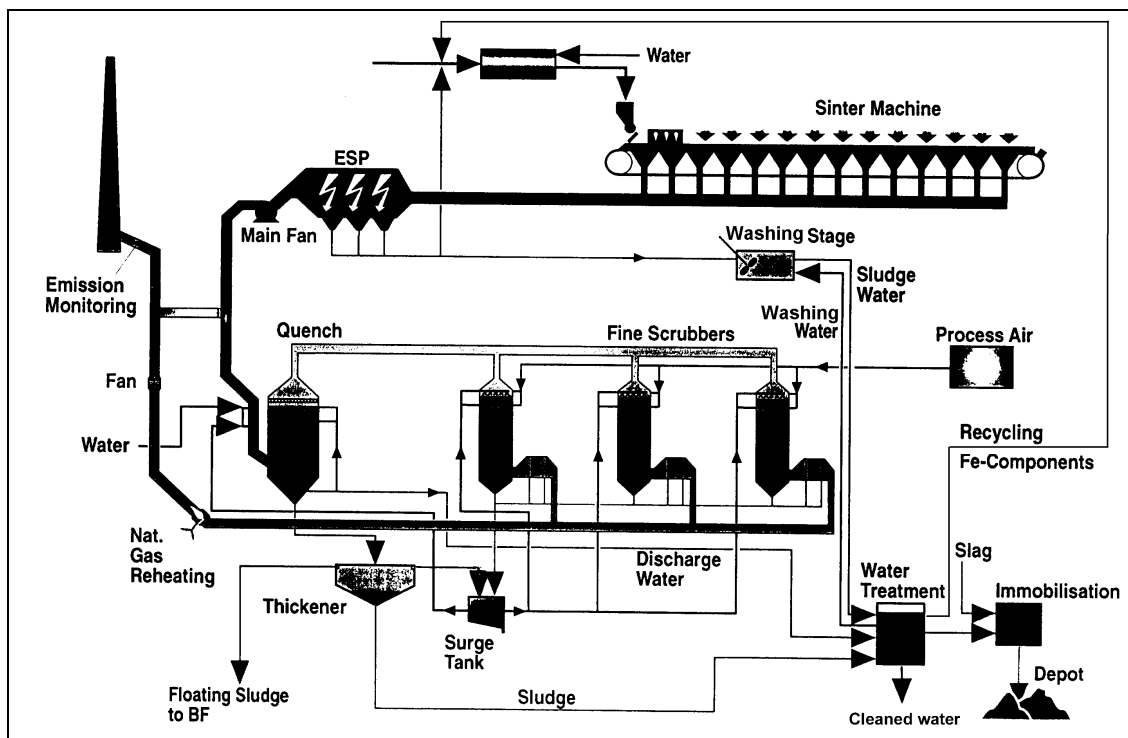 Water
Sinter Machine
ESP
Main Fan
Washing Stage
Emission
Monitoring
Sludge
Water
Washing
Water
Quench
Fine Scrubbers
Process Air
Fan
Water
Recycling
Fe-Components
Nat.
Gas
Reheating
Discharge
Water
Slag
Water
Treatment
Immobilisation
Thickener
Surge
Tank
Depot
Floating Sludge
to BF
Sludge
Cleaned water